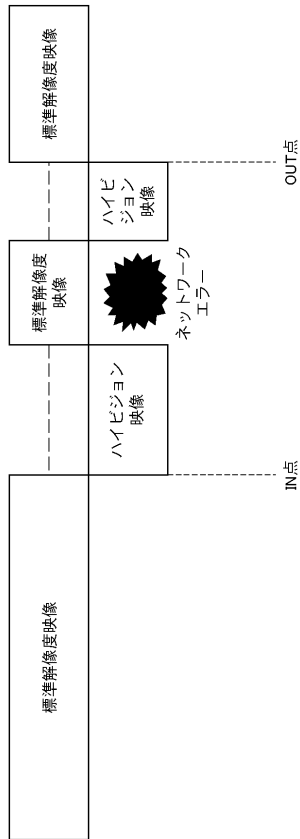 標準解像度映像
ハイビジョン
映像
標準解像度
映像
ネットワーク
エラー
ハイビ
ジョン
映像
標準解像度映像
IN点
OUT点